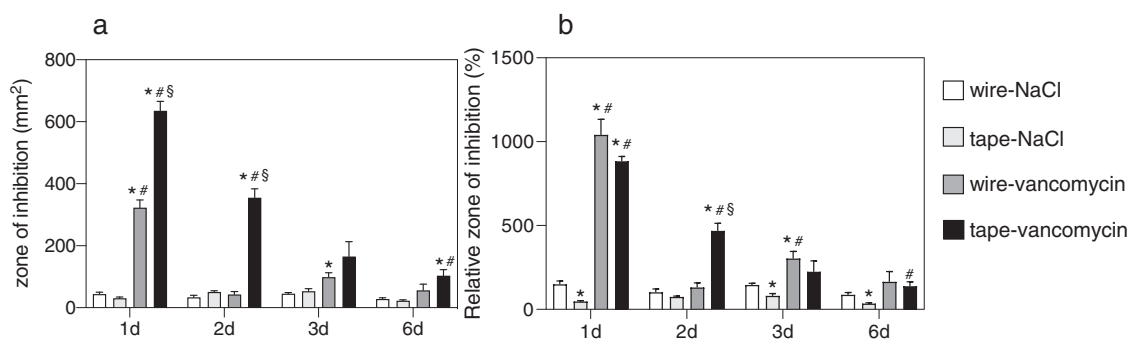 a
zone of inhibition (mm²)
800
600
400
200
0
* #
* # §
* # §
*
* #
1d
2d
3d
6d
b
Relative zone of inhibition (%)
1500
1000
500
0
*
* #
* #
* # §
*
* #
*
#
1d
2d
3d
6d
wire-NaCl
tape-NaCl
wire-vancomycin
tape-vancomycin